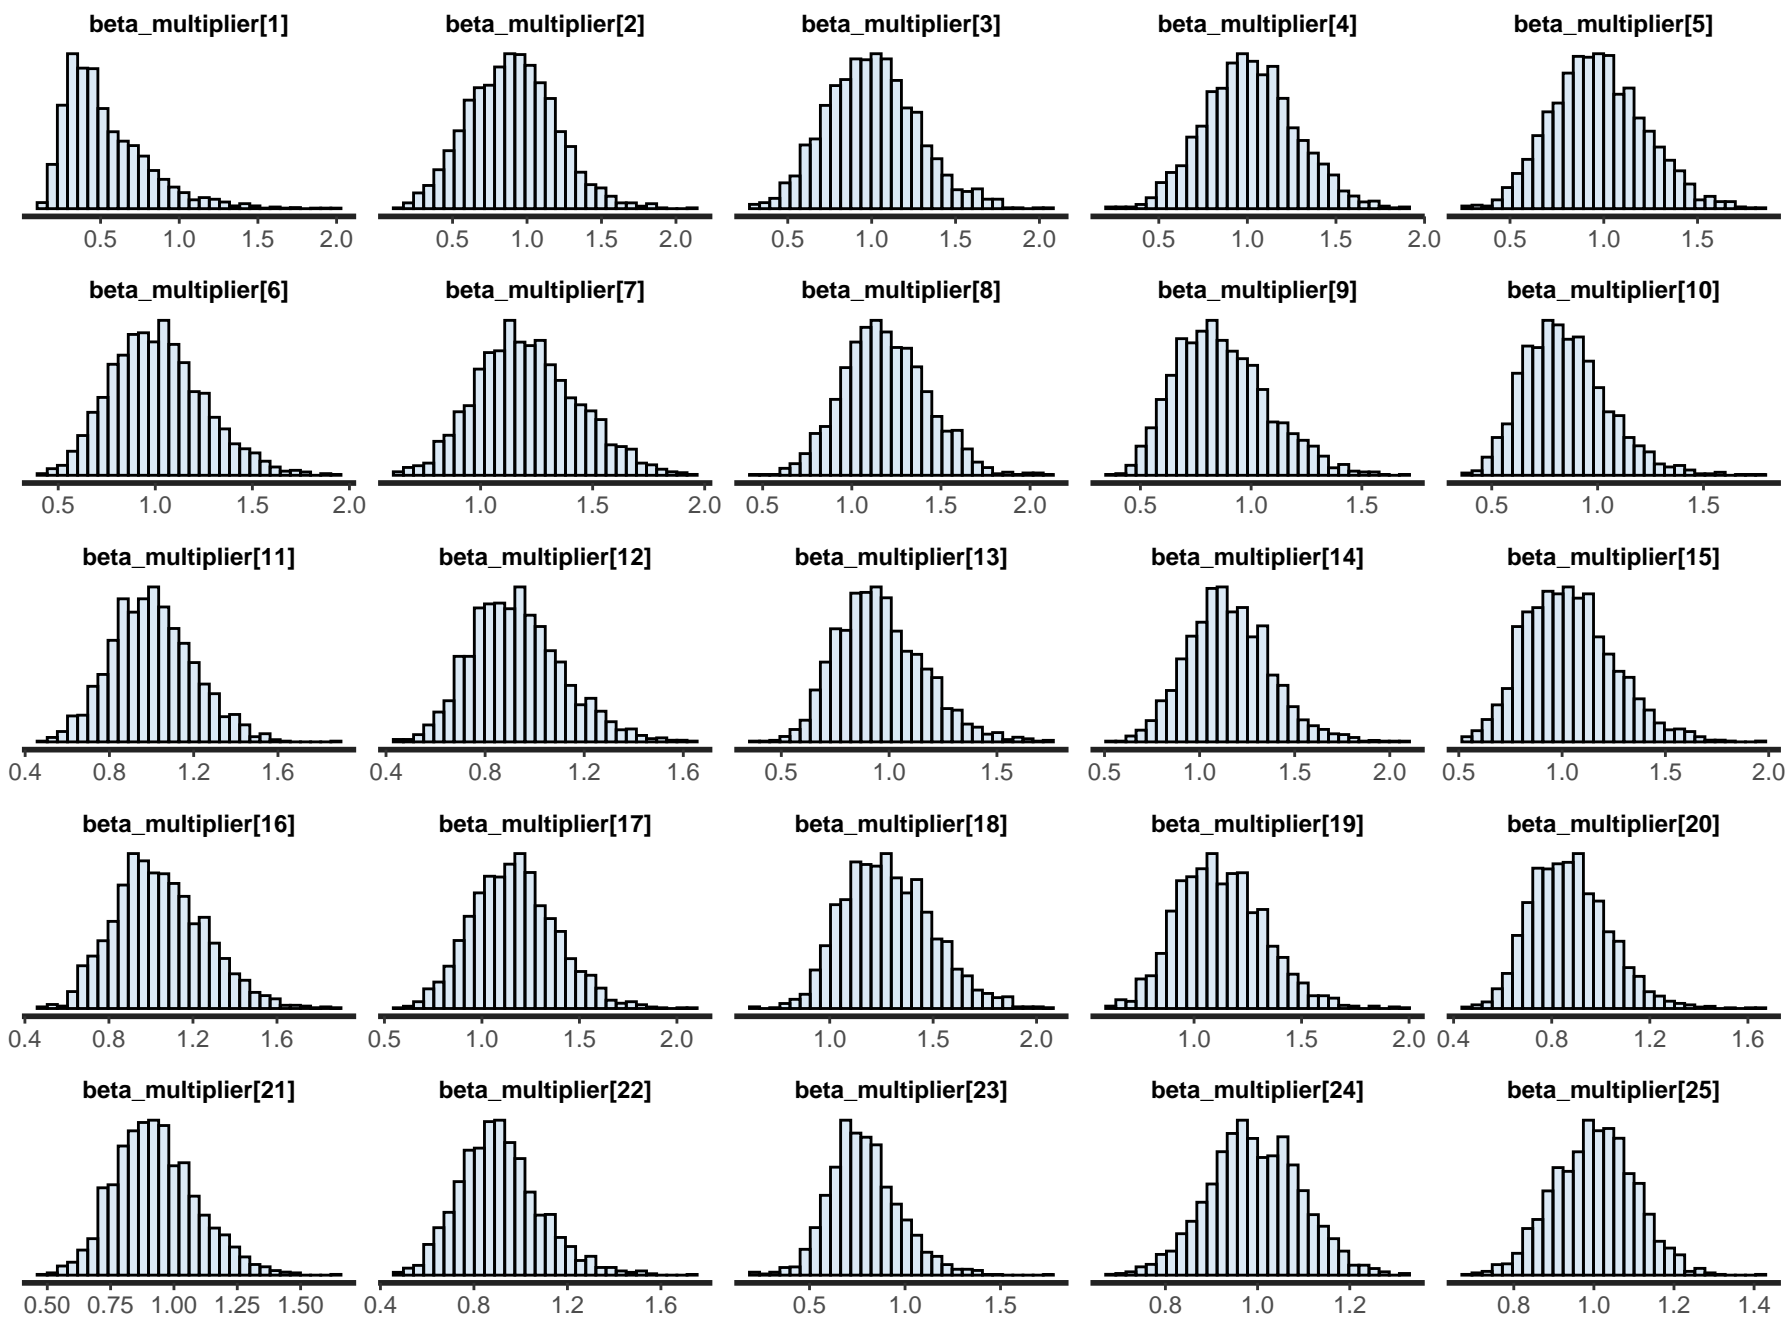 beta_multiplier[1] beta_multiplier[2] beta_multiplier[3] beta_multiplier[4] beta_multiplier[5]
0.5 1.0 1.5 2.0 0.5 1.0 1.5 2.0 0.5 1.0 1.5 2.0 0.5 1.0 1.5 2.0 0.5 1.0 1.5
beta_multiplier[6] beta_multiplier[7] beta_multiplier[8] beta_multiplier[9] beta_multiplier[10]
0.5 1.0 1.5 2.0 1.0 1.5 2.0 0.5 1.0 1.5 2.0 0.5 1.0 1.5 0.5 1.0 1.5
beta_multiplier[11] beta_multiplier[12] beta_multiplier[13] beta_multiplier[14] beta_multiplier[15]
0.4 0.8 1.2 1.6 0.4 0.8 1.2 1.6 0.5 1.0 1.5 0.5 1.0 1.5 2.0 0.5 1.0 1.5 2.0
beta_multiplier[16] beta_multiplier[17] beta_multiplier[18] beta_multiplier[19] beta_multiplier[20]
0.4 0.8 1.2 1.6 0.5 1.0 1.5 2.0 1.0 1.5 2.0 1.0 1.5 2.0 0.4 0.8 1.2 1.6
beta_multiplier[21] beta_multiplier[22] beta_multiplier[23] beta_multiplier[24] beta_multiplier[25]
0.50 0.75 1.00 1.25 1.50 0.4 0.8 1.2 1.6 0.5 1.0 1.5 0.8 1.0 1.2 0.8 1.0 1.2 1.4